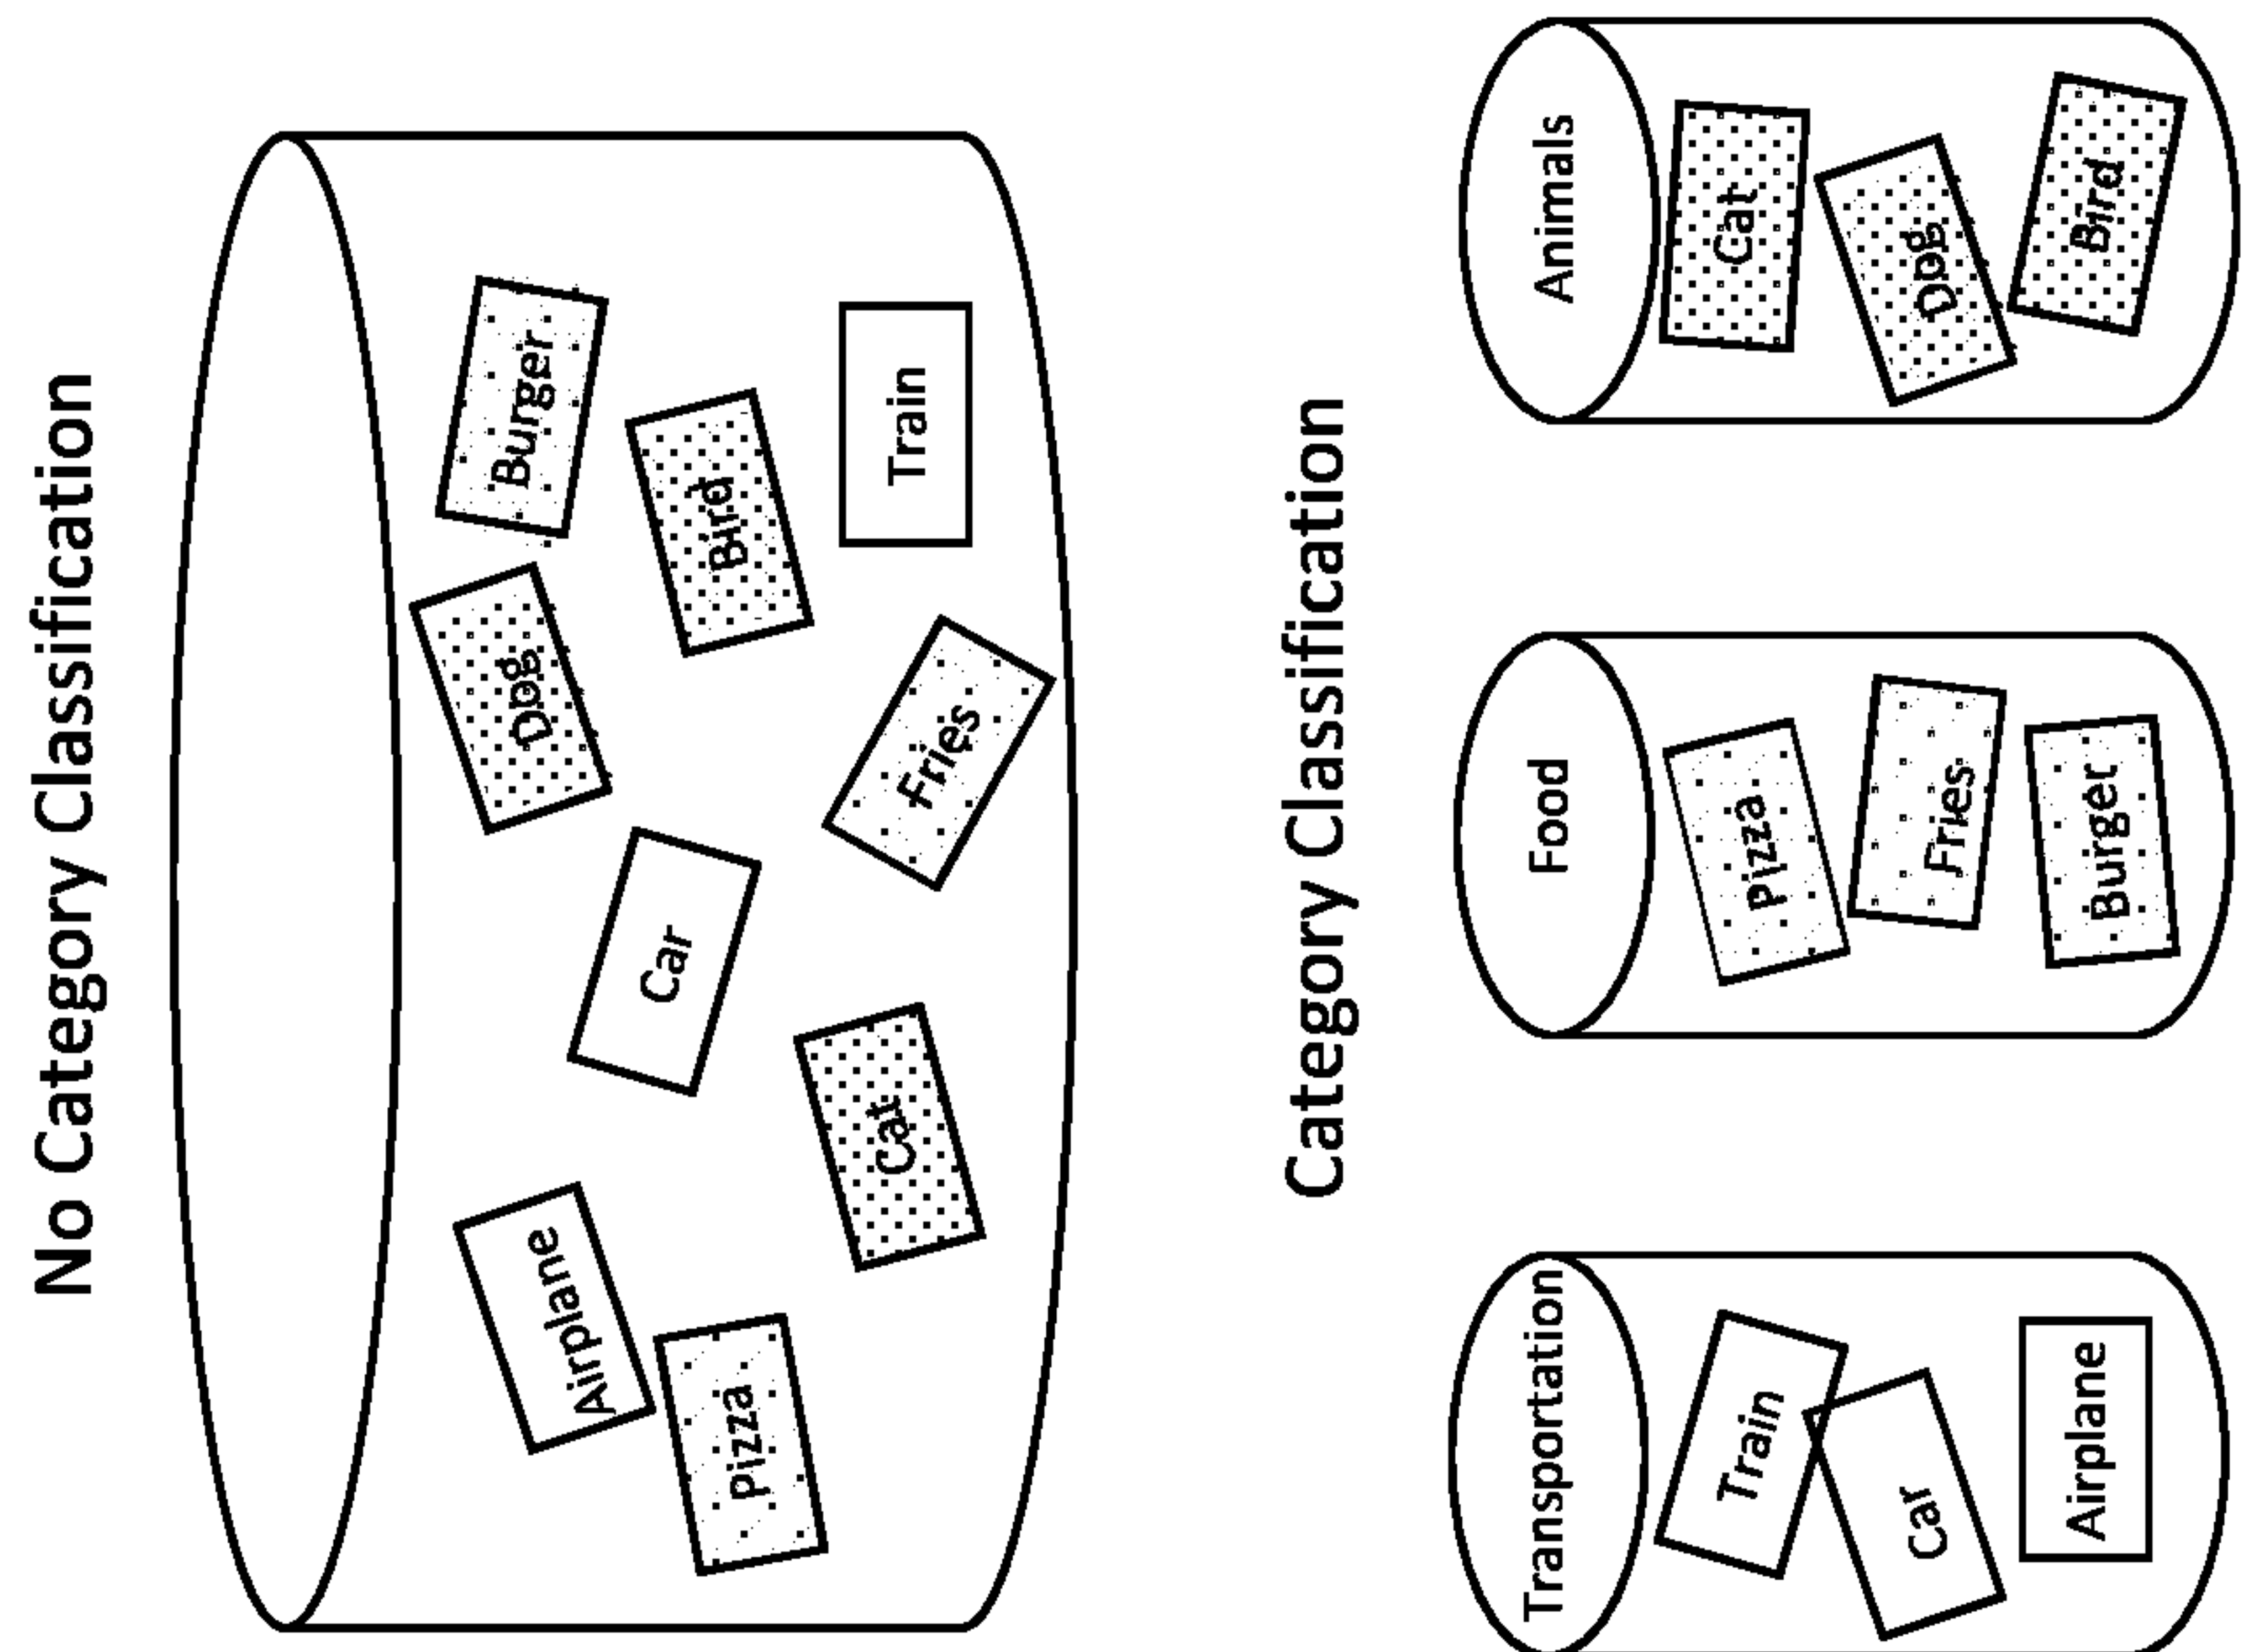 No Category Classification
Burger
Dog
Bird
Train
Airplane
Car
Fries
Pizza
Cat
Category Classification
Transportation
Train
Car
Airplane
Food
Pizza
Fries
Burger
Animals
Cat
Dog
Bird